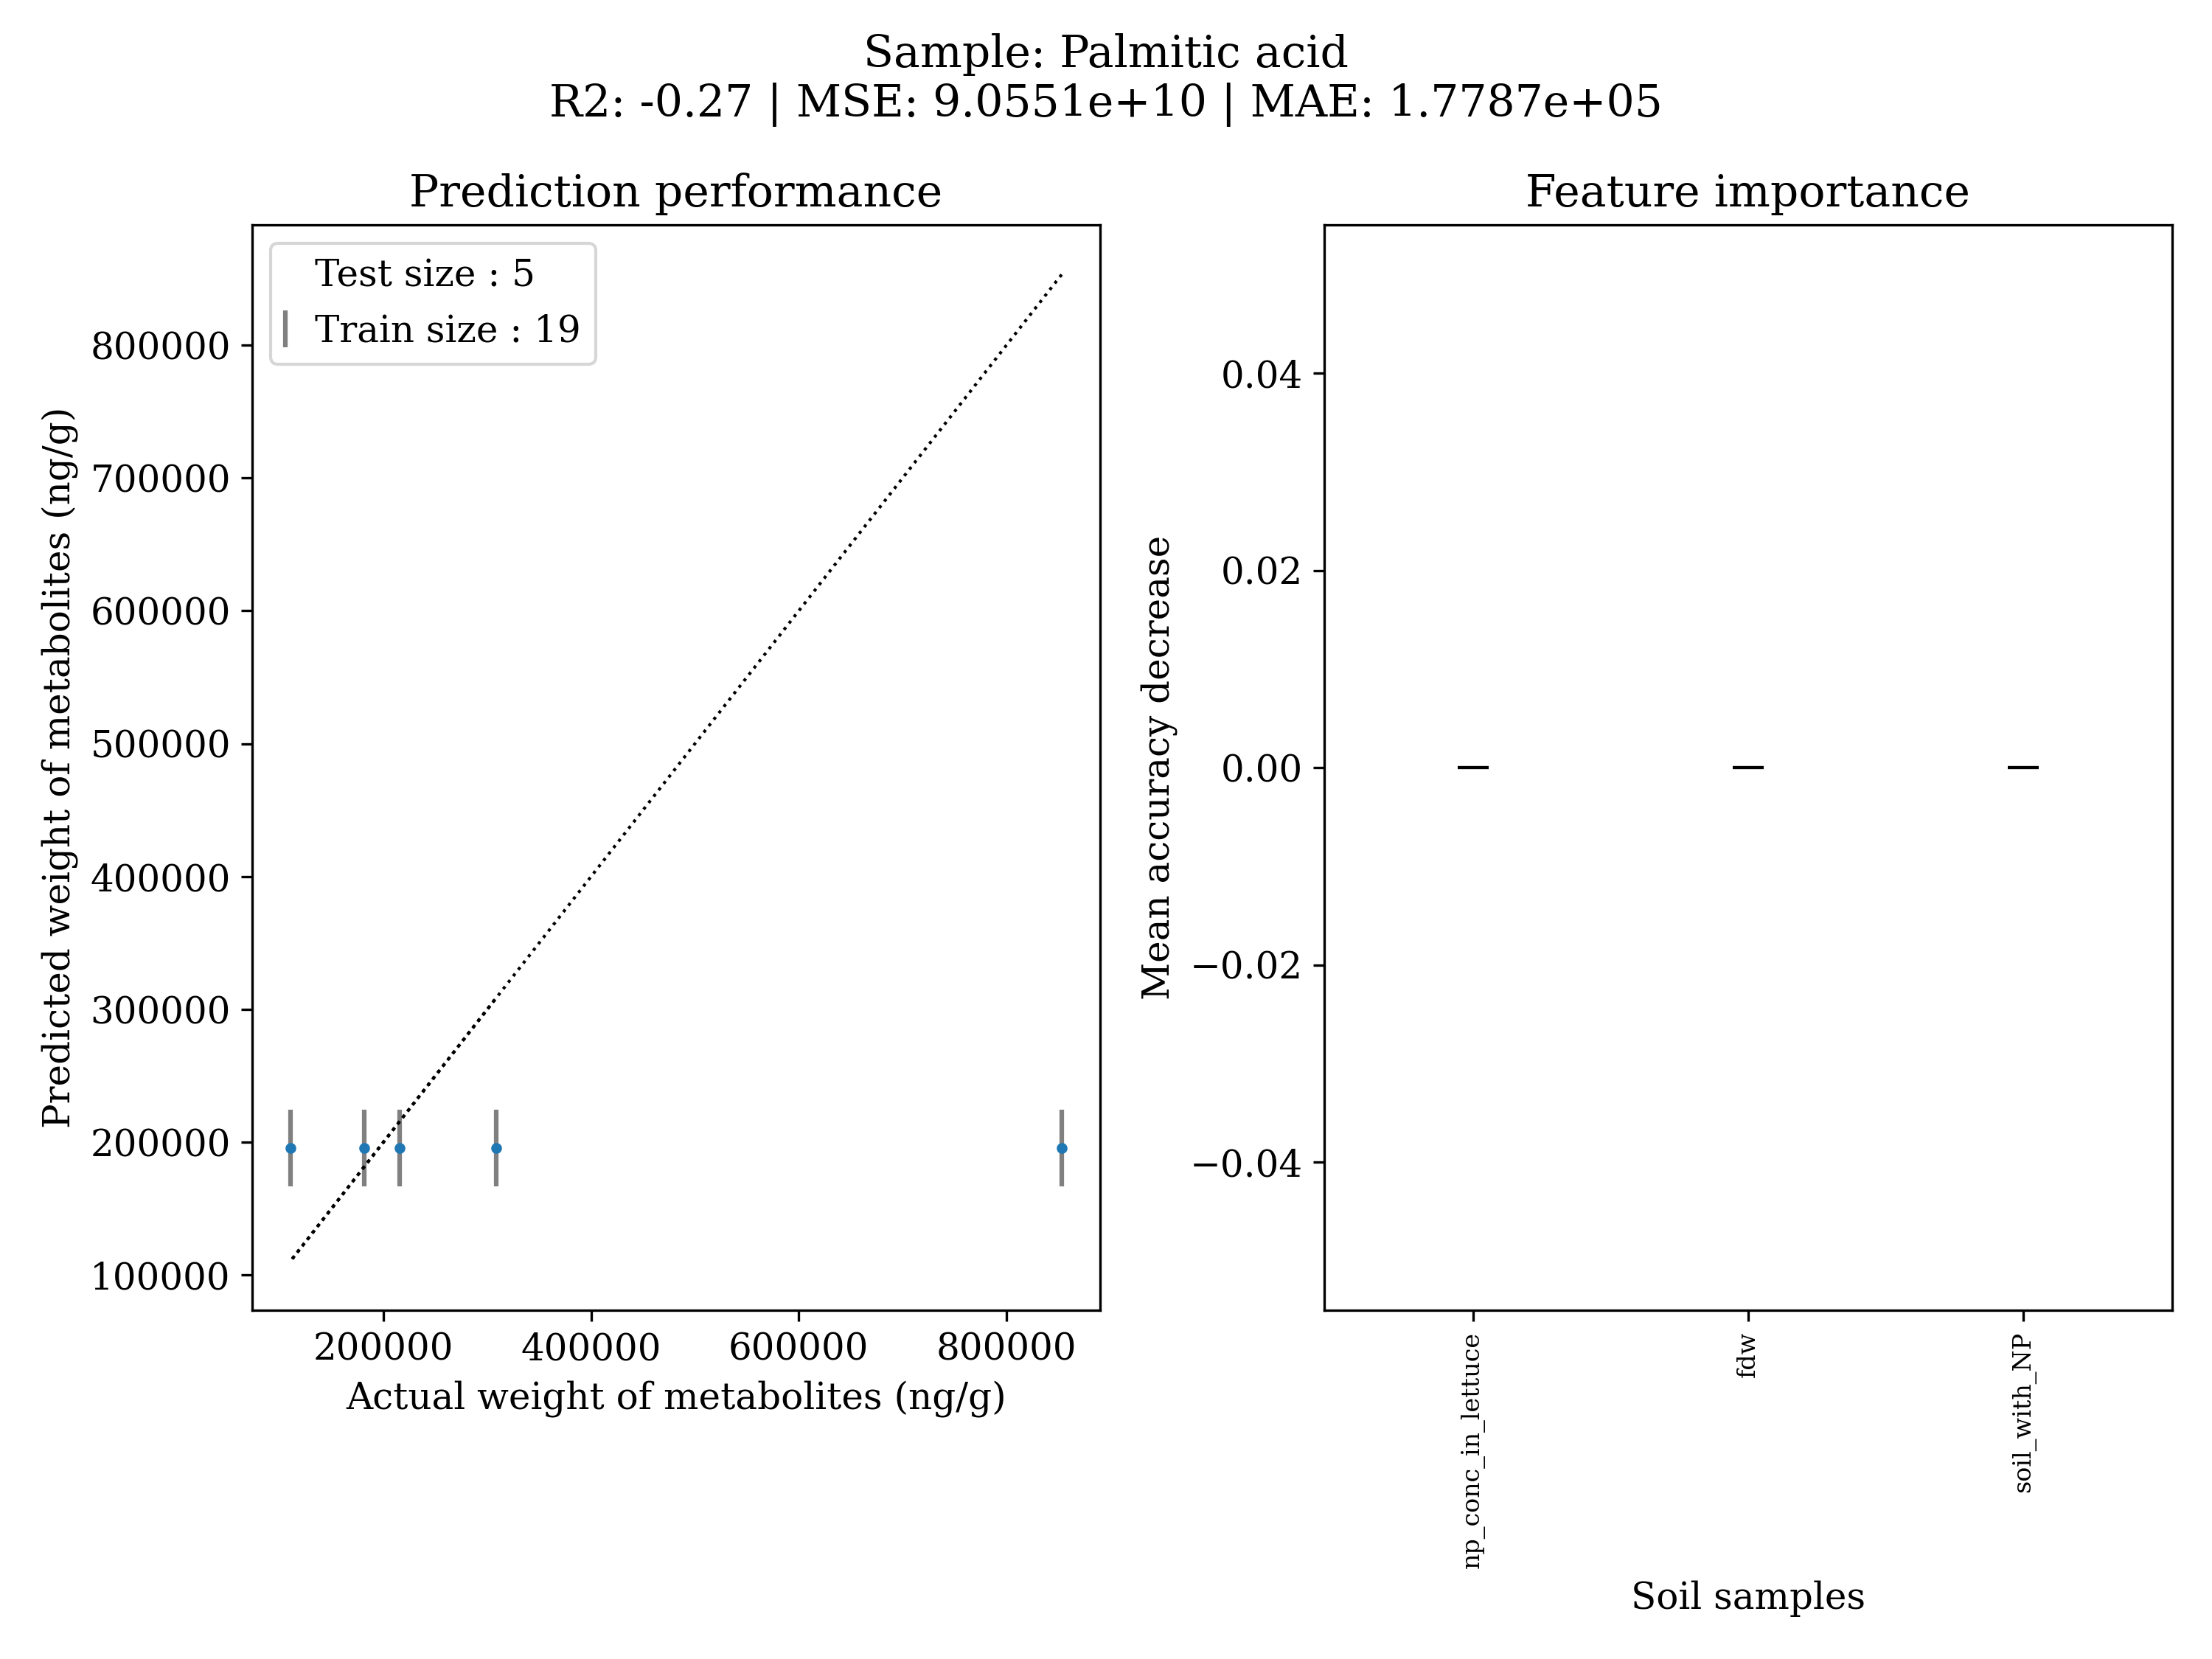 Sample: Palmitic acid
R2: -0.27 | MSE: 9.0551e+10 | MAE: 1.7787e+05
Prediction performance
Test size : 5
Train size : 19
800000
700000
600000
500000
400000
300000
200000
100000
Predicted weight of metabolites (ng/g)
200000 400000 600000 800000
Actual weight of metabolites (ng/g)
Feature importance
0.04
0.02
0.00
−0.02
−0.04
Mean accuracy decrease
np_conc_in_lettuce
fdw
soil_with_NP
Soil samples